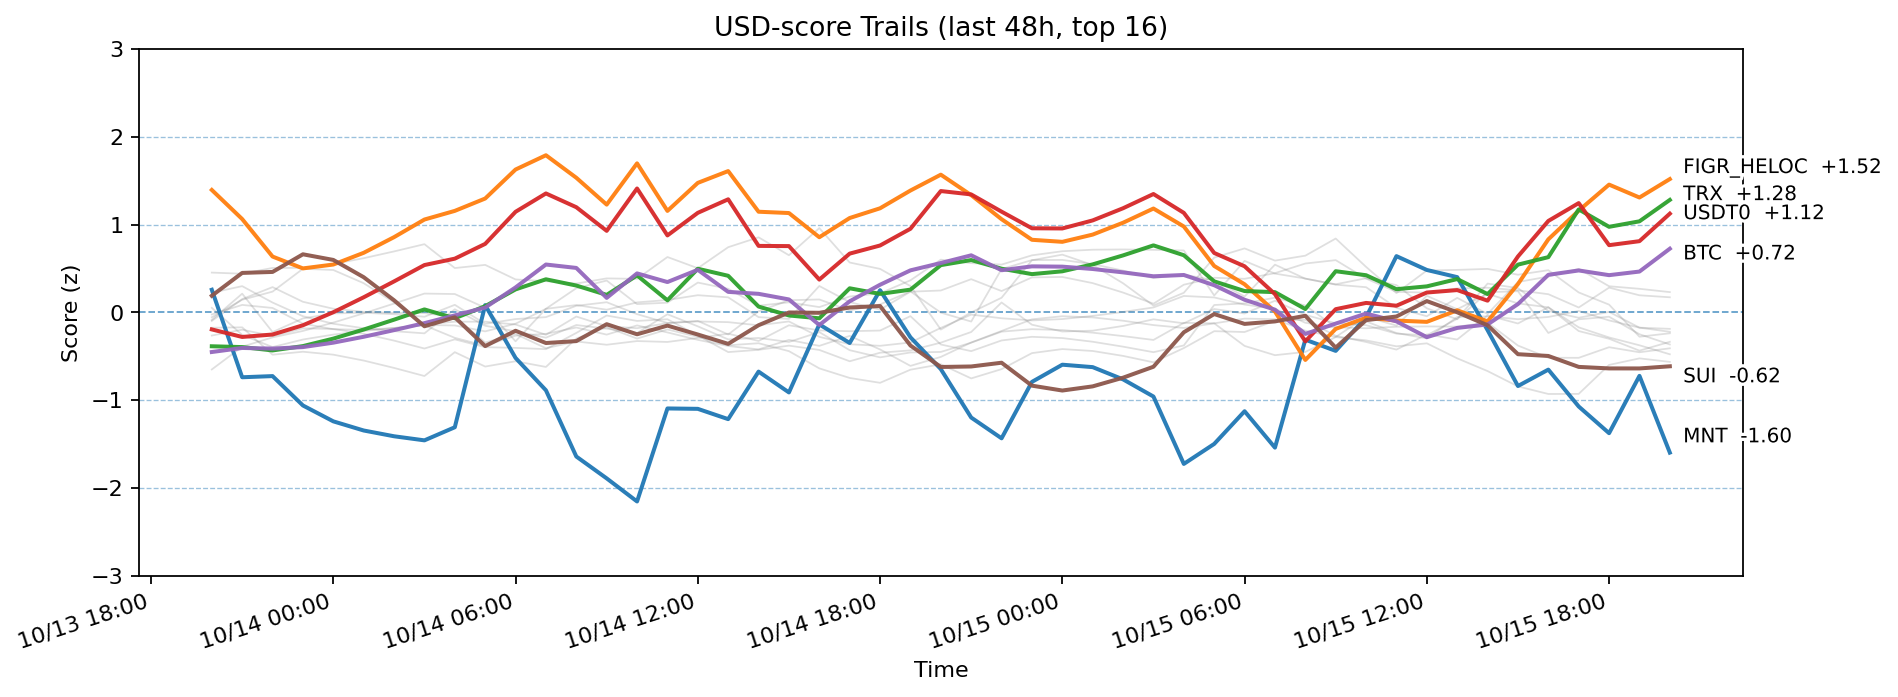 USD-score Trails (last 48h, top 16)
3
2
1
0
−1
−2
−3
Score (z)
FIGR_HELOC +1.52
TRX +1.28
USDT0 +1.12
BTC +0.72
SUI -0.62
MNT -1.60
10/13 18:00
10/14 00:00
10/14 06:00
10/14 12:00
10/14 18:00
10/15 00:00
10/15 06:00
10/15 12:00
10/15 18:00
Time